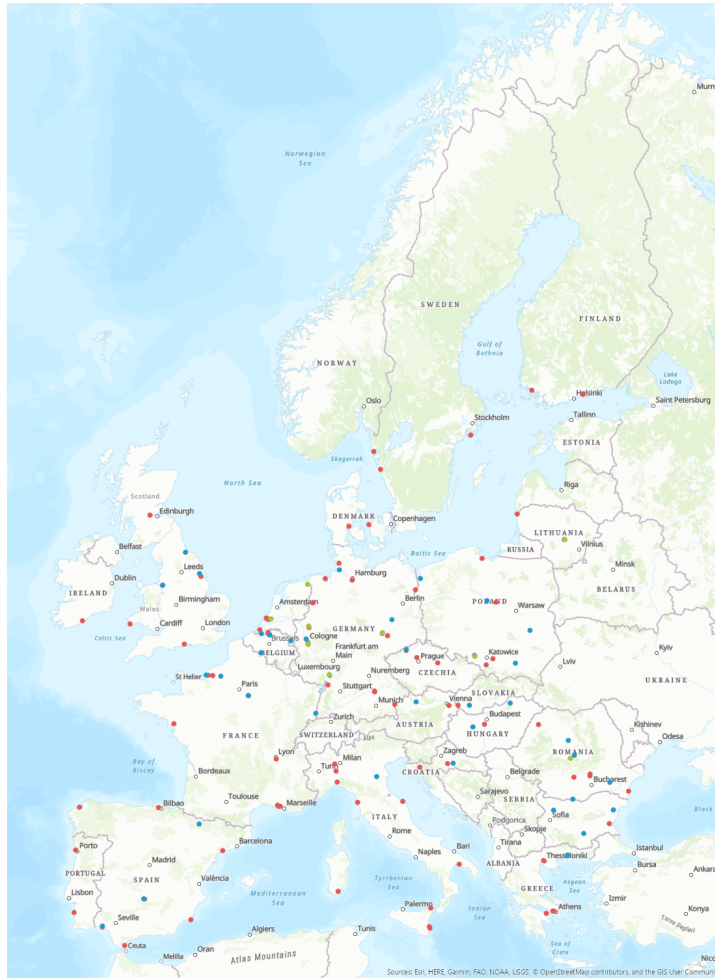 Murm
Norwegian
Sea
SWEDEN
FINLAND
NORWAY
Gulf of
Bothnia
Lake
Ladoga
Oslo
Helsinki
Saint Petersburg
Stockholm
Tallinn
ESTONIA
Skagerrak
North Sea
Riga
Scotland
Edinburgh
DENMARK
Copenhagen
LITHUANIA
Vilnius
Belfast
Baltic Sea
RUSSIA
Minsk
Leeds
Hamburg
BELARUS
Dublin
IRELAND
Birmingham
Amsterdam
Berlin
POLAND
Warsaw
Wales
Cardiff
London
Celtic Sea
GERMANY
Brussels
Cologne
BELGIUM
Frankfurt am
Main
Prague
Katowice
Lviv
Kyiv
Luxembourg
Nuremberg
CZECHIA
UKRAINE
St Helier
Paris
Stuttgart
SLOVAKIA
Munich
Vienna
Zurich
Budapest
Kishinev
FRANCE
SWITZERLAND
AUSTRIA
HUNGARY
Odesa
Alps
Bay of
Biscay
Lyon
Milan
Zagreb
ROMANIA
Turin
CROATIA
Bordeaux
Belgrade
Bucharest
Toulouse
Sarajevo
SERBIA
Bilbao
Marseille
ITALY
Podgorica
Sofia
Black
Rome
Skopje
Porto
Barcelona
Bari
Tirana
Istanbul
Madrid
Naples
ALBANIA
Thessaloniki
Bursa
Ankara
PORTUGAL
SPAIN
València
Tyrrhenian
Sea
GREECE
Aegean
Sea
Lisbon
Mediterranean
Sea
Palermo
Ionian
Sea
Athens
Izmir
Konya
Seville
Algiers
Tunis
Toros Dağları
Ceuta
Oran
Melilla
Atlas Mountains
Sea of
Crete
Nico
Sources: Esri, HERE, Garmin, FAO, NOAA, USGS, © OpenStreetMap contributors, and the GIS User Communi